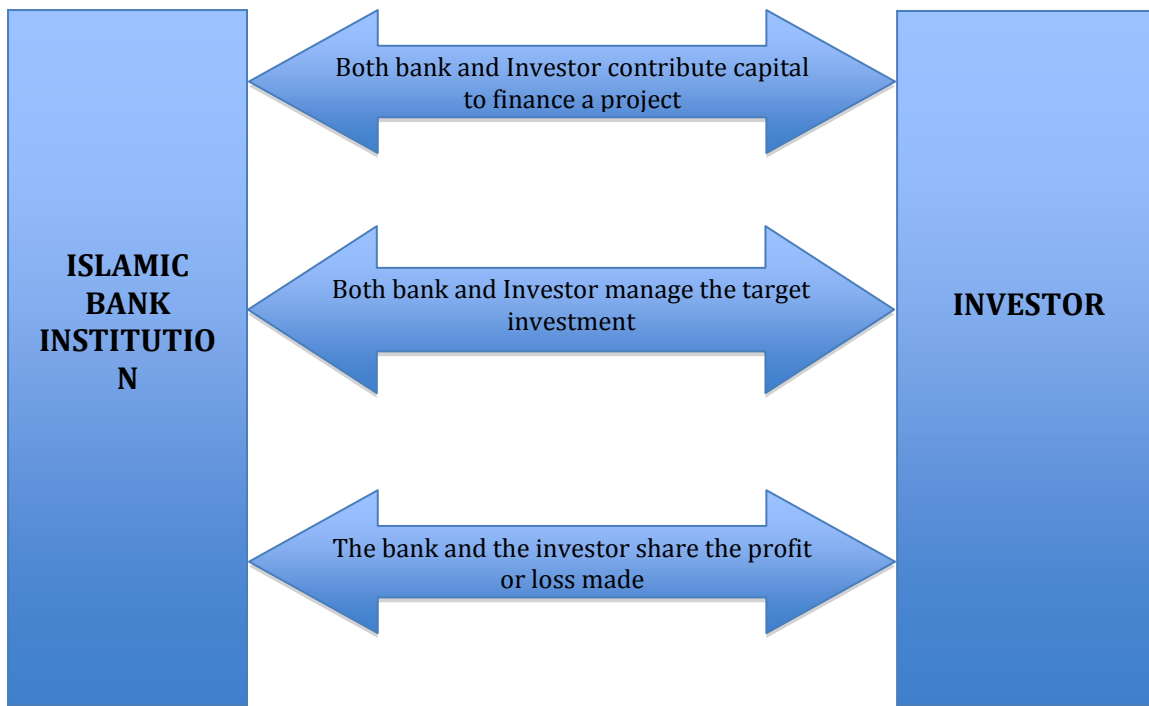 Both bank and Investor contribute capital
to finance a project
ISLAMIC
BANK
INSTITUTIO
N
Both bank and Investor manage the target
investment
INVESTOR
The bank and the investor share the profit
or loss made